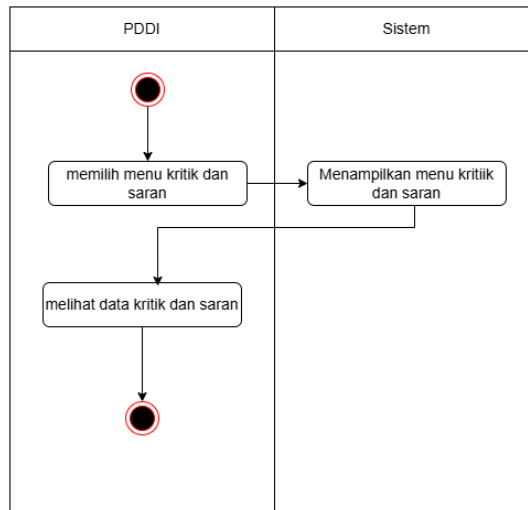 PDDI
Sistem
memilih menu kritik dan
saran
Menampilkan menu kritiik
dan saran
melihat data kritik dan saran